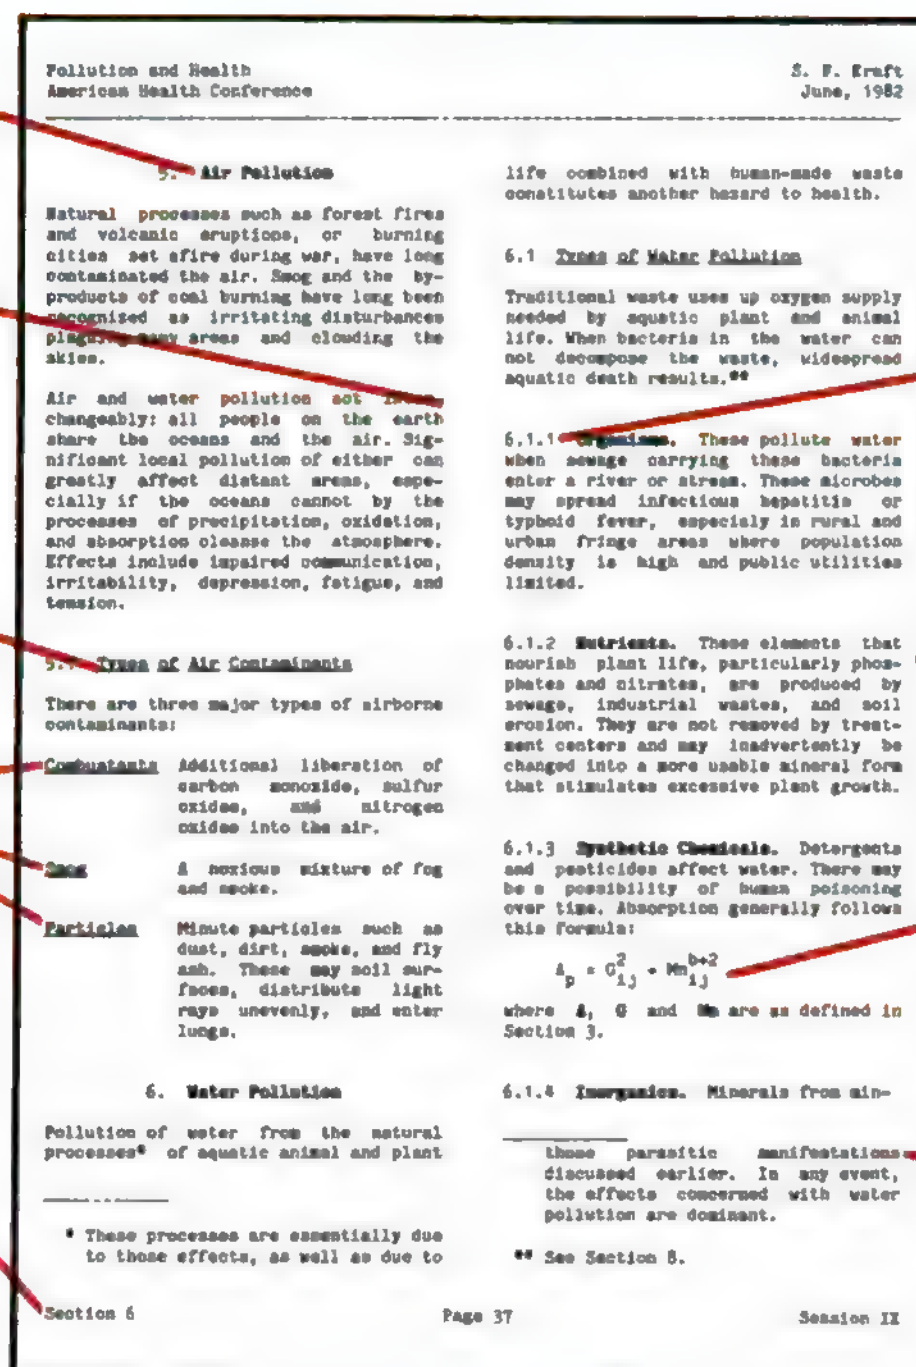 Pollution and Health
American Health Conference
S. F. Kraft
June, 1982
5. Air Pollution
Natural processes such as forest fires
and volcanic eruptions, or burning
cities set afire during war, have long
contaminated the air. Smog and the by-
products of coal burning have long been
recognized as irritating disturbances
plaguing many areas and clouding the
skies.
Air and water pollution act
changeably: all people on the earth
share the oceans and the air. Sig-
nificant local pollution of either can
greatly affect distant areas, espe-
cially if the oceans cannot by the
processes of precipitation, oxidation,
and absorption cleanse the atmosphere.
Effects include impaired communication,
irritability, depression, fatigue, and
tension.
5.1 Types of Air Contaminants
There are three major types of airborne
contaminants:
Combustants Additional liberation of
carbon monoxide, sulfur
oxides, and nitrogen
oxides into the air.
Smog A noxious mixture of fog
and smoke.
Particles Minute particles such as
dust, dirt, smoke, and fly
ash. These may soil sur-
faces, distribute light
rays unevenly, and enter
lungs.
6. Water Pollution
Pollution of water from the natural
processes* of aquatic animal and plant
* These processes are essentially due
to those effects, as well as due to
life combined with human-made waste
constitutes another hazard to health.
6.1 Types of Water Pollution
Traditional waste uses up oxygen supply
needed by aquatic plant and animal
life. When bacteria in the water can
not decompose the waste, widespread
aquatic death results.**
6.1.1 Organisms. These pollute water
when sewage carrying these bacteria
enter a river or stream. These microbes
may spread infectious hepatitis or
typhoid fever, especialy in rural and
urban fringe areas where population
density is high and public utilities
limited.
6.1.2 Nutrients. These elements that
nourish plant life, particularly phos-
phates and nitrates, are produced by
sewage, industrial wastes, and soil
erosion. They are not removed by treat-
ment centers and may inadvertently be
changed into a more usable mineral form
that stimulates excessive plant growth.
6.1.3 Synthetic Chemicals. Detergents
and pesticides affect water. There may
be a possibility of human poisoning
over time. Absorption generally follows
this formula:
A_p = G_ij^2 + Mn_ij^b+2
where A, G and Mn are as defined in
Section 3.
6.1.4 Inorganics. Minerals from min-
those parasitic manifestations
discussed earlier. In any event,
the effects concerned with water
pollution are dominant.
** See Section 8.
Section 6 Page 37 Session II